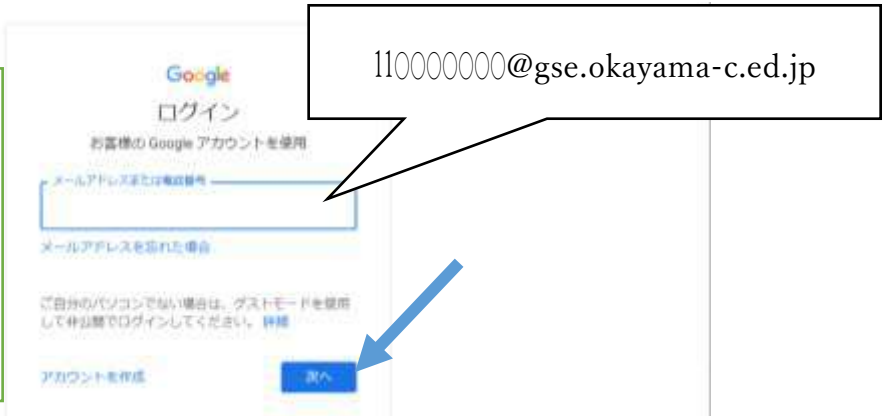 11〇〇〇〇〇〇〇@gse.okayama-c.ed.jp
Google
ログイン
お客様の Google アカウントを使用
メールアドレスまたは電話番号
メールアドレスを忘れた場合
ご自分のパソコンでない場合は、ゲストモードを使用
して非公開でログインしてください。 詳細
アカウントを作成
次へ